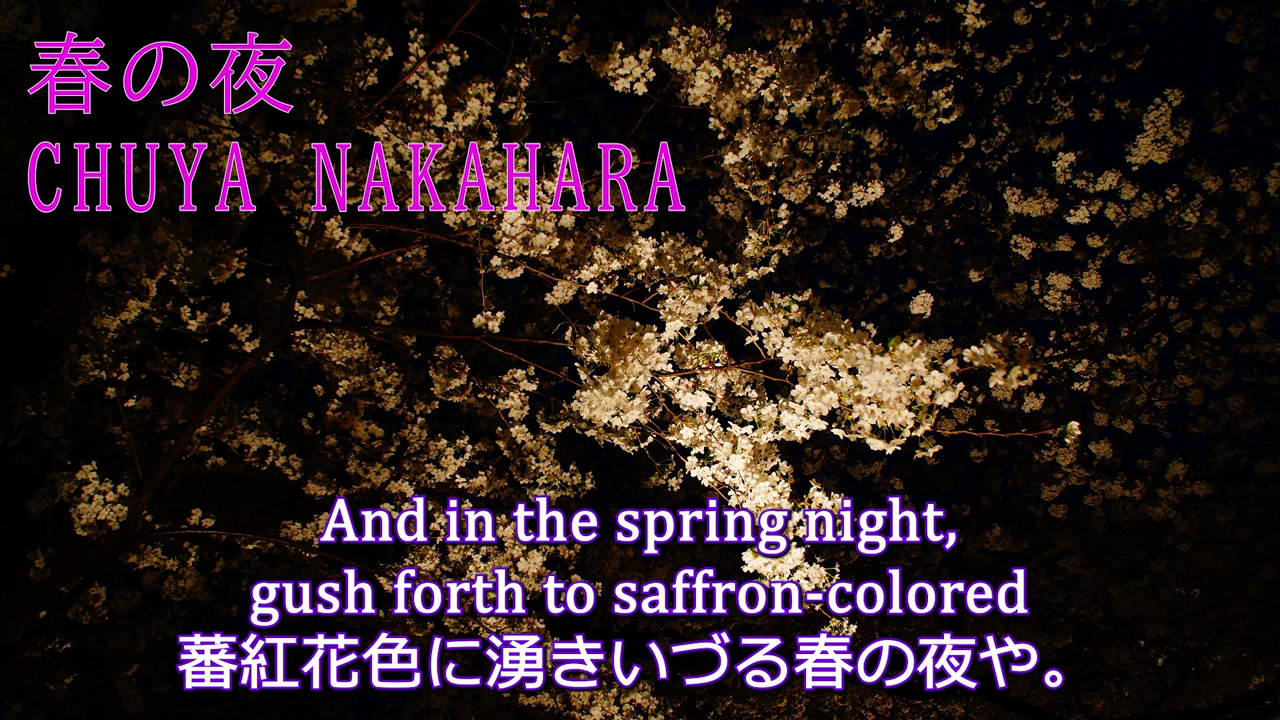 春の夜
CHUYA NAKAHARA
And in the spring night,
gush forth to saffron-colored
蕃紅花色に湧きいづる春の夜や。